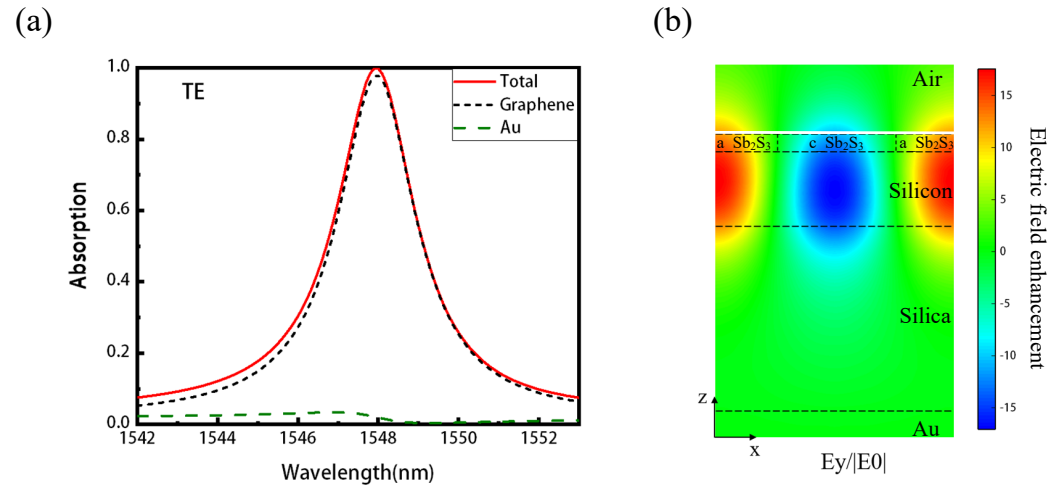 (a)
TE
Total
Graphene
Au
1.0
0.8
0.6
0.4
0.2
0.0
Absorption
1542
1544
1546
1548
1550
1552
Wavelength(nm)
(b)
Air
a Sb₂S₃
c Sb₂S₃
a Sb₂S₃
Silicon
Silica
Au
z
x
Ey/|E0|
15
10
5
0
-5
-10
-15
Electric field enhancement